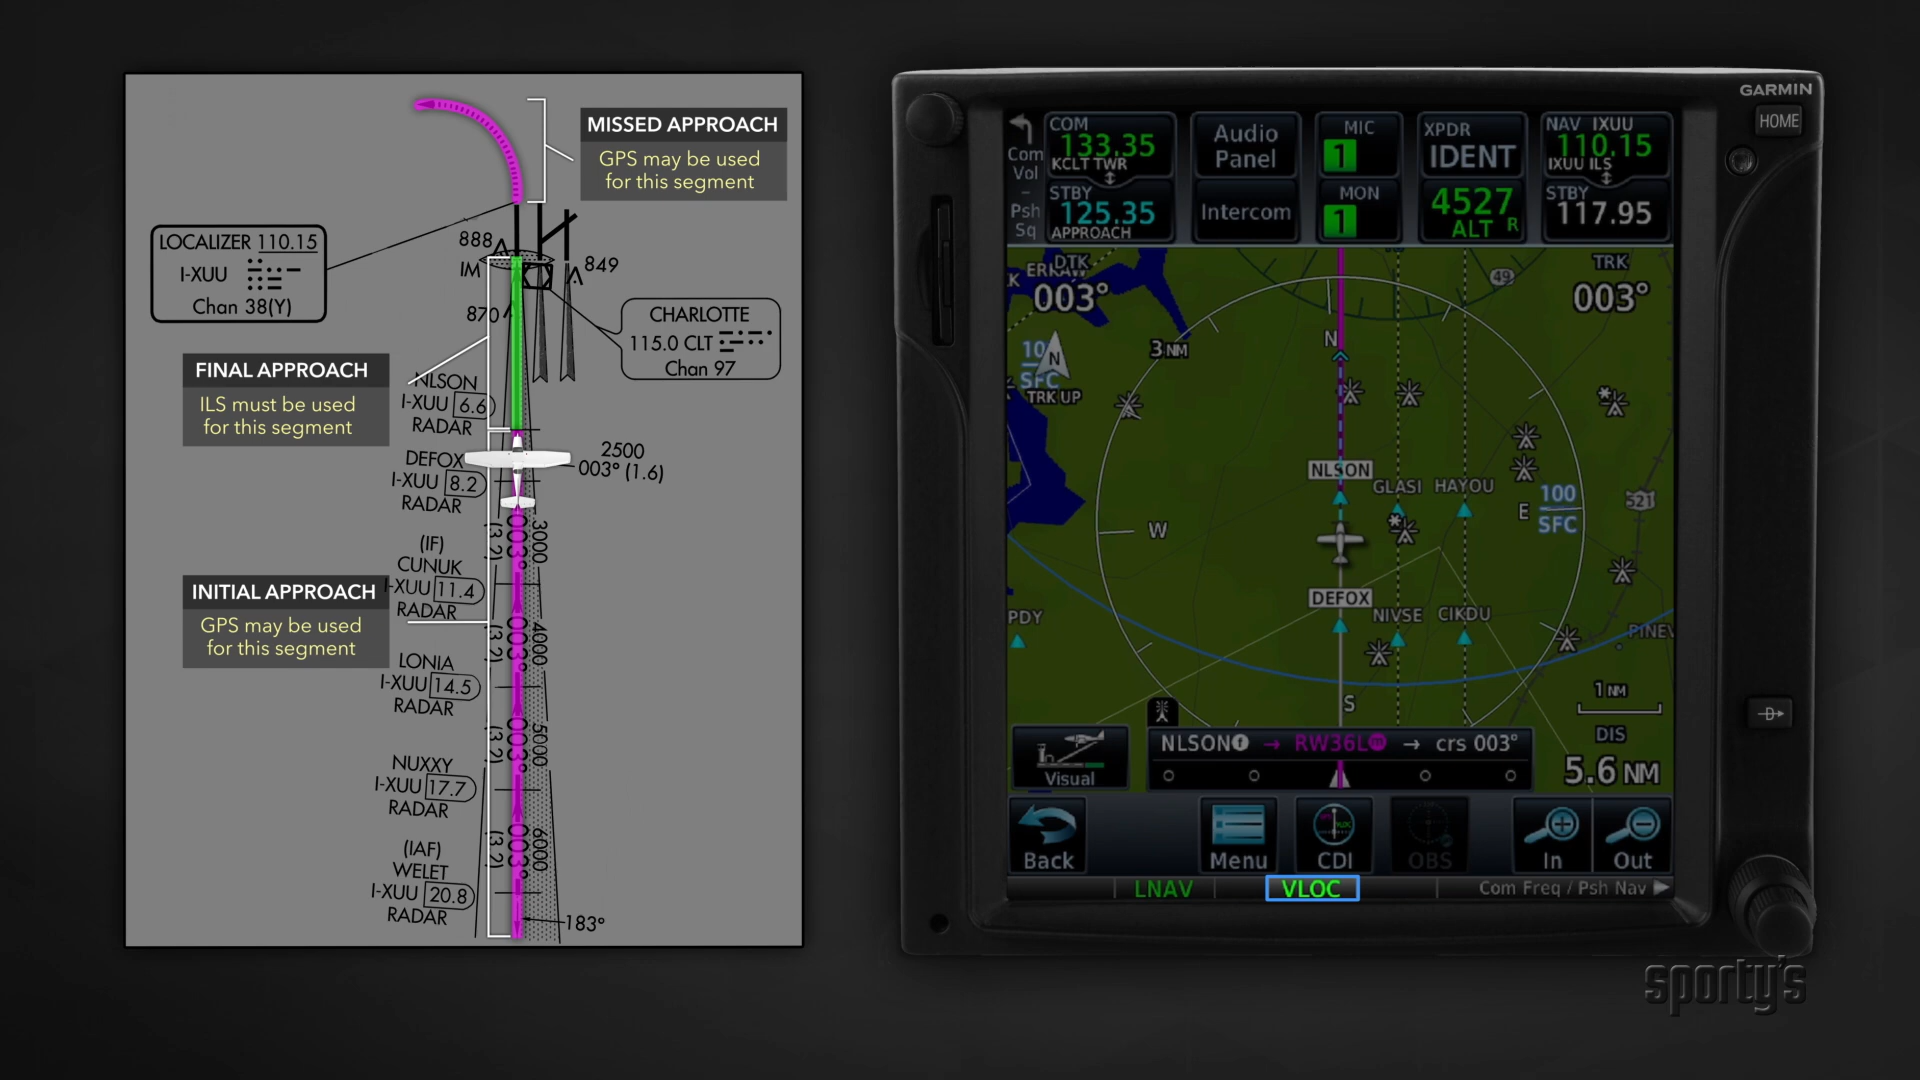 MISSED APPROACH
GPS may be used
for this segment
LOCALIZER 110.15
I-XUU
Chan 38(Y)
888
IM
849
870
CHARLOTTE
115.0 CLT
Chan 97
FINAL APPROACH
ILS must be used
for this segment
NLSON
I-XUU 6.6
RADAR
2500
003° (1.6)
DEFOX
I-XUU 8.2
RADAR
3000
003°
(3.2)
(IF)
CUNUK
I-XUU 11.4
RADAR
INITIAL APPROACH
GPS may be used
for this segment
4000
003°
(3.2)
LONIA
I-XUU 14.5
RADAR
5000
003°
(3.2)
NUXXY
I-XUU 17.7
RADAR
6000
003°
(3.2)
(IAF)
WELET
I-XUU 20.8
RADAR
183°
GARMIN
HOME
Com
Vol
Psh
Sq
COM
133.35
KCLT TWR
STBY
125.35
APPROACH
Audio
Panel
Intercom
MIC
1
MON
1
XPDR
IDENT
4527
ALT R
NAV IXUU
110.15
IXUU ILS
STBY
117.95
DTK
003°
TRK
003°
49
N
3NM
10
SFC
N
TRK UP
NLSON
GLASI
HAYOU
W
E
100
SFC
521
DEFOX
NIVSE
CIKDU
PDY
PINEV
S
1NM
DIS
5.6 NM
Visual
NLSON f → RW36L m → crs 003°
Back
Menu
CDI
OBS
In
Out
LNAV
VLOC
Com Freq / Psh Nav
sporty's